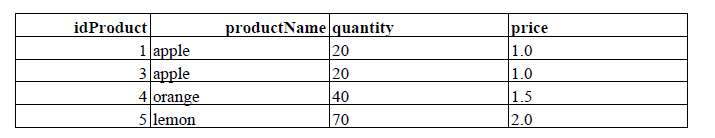 idProduct productName quantity price
1 apple 20 1.0
3 apple 20 1.0
4 orange 40 1.5
5 lemon 70 2.0